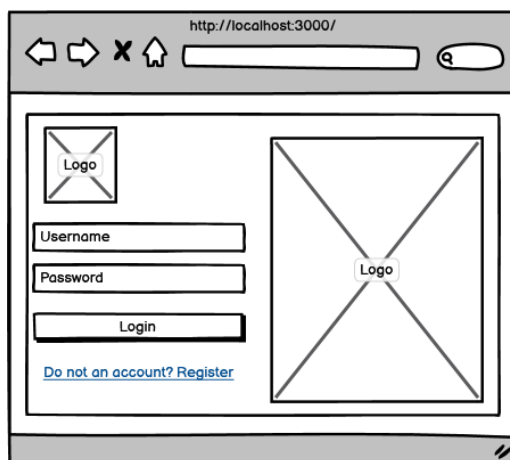 http://localhost:3000/
Logo
Username
Password
Login
Do not an account? Register
Logo